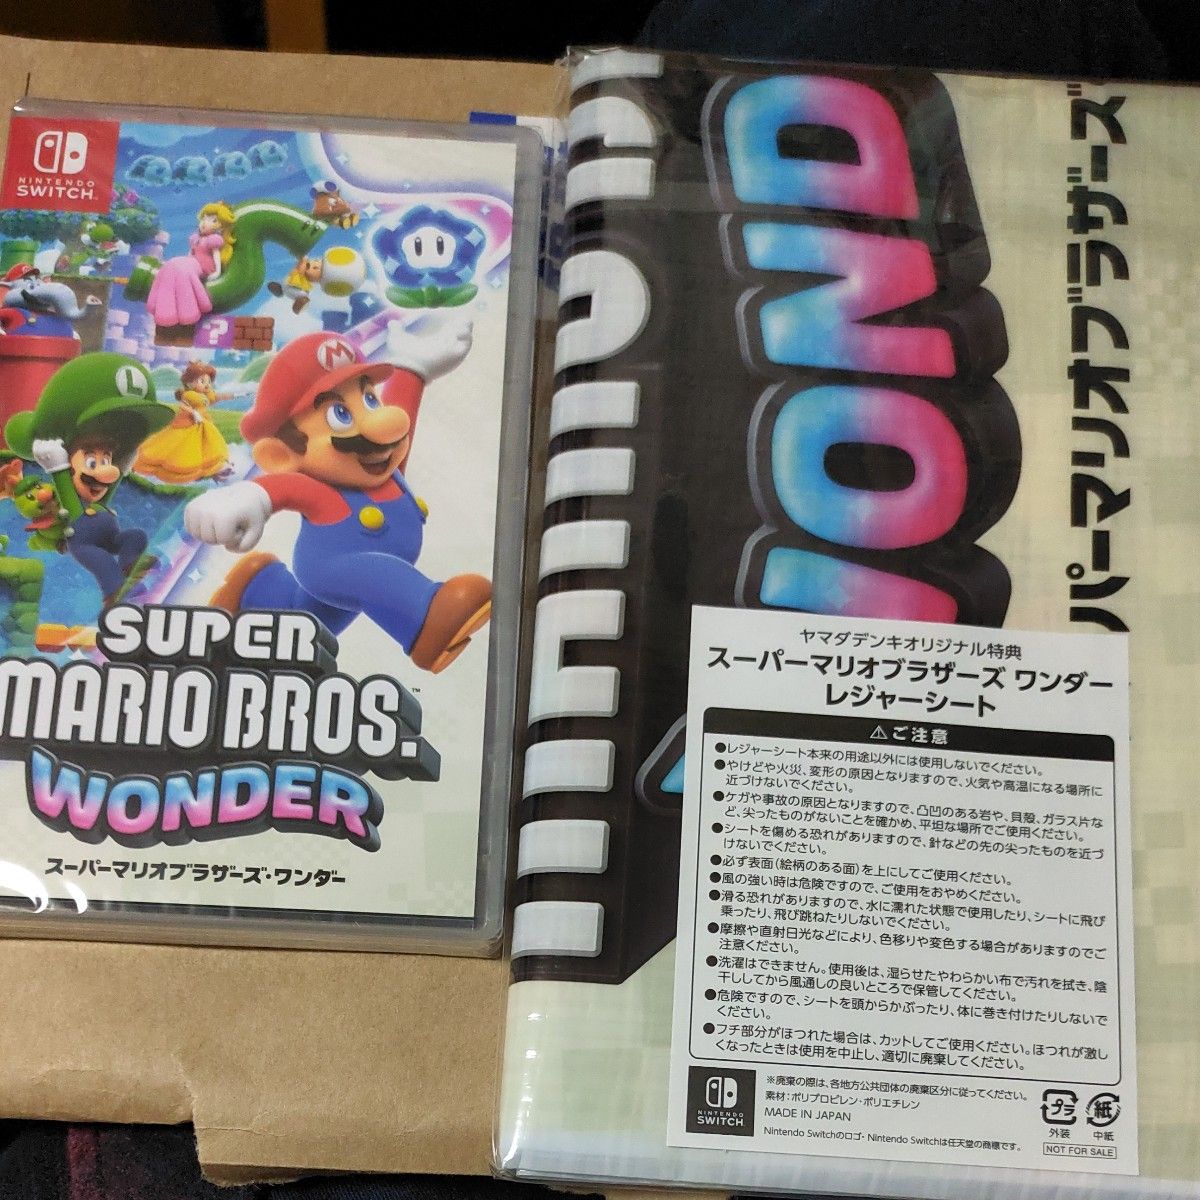 NINTENDO
SWITCH™
L
M
?
SUPER
MARIO BROS.™
WONDER
スーパーマリオブラザーズ・ワンダー
WOND
パーマリオブラザーズ
ヤマダデンキオリジナル特典
スーパーマリオブラザーズ ワンダー
レジャーシート
⚠ご注意
●レジャーシート本来の用途以外には使用しないでください。
●やけどや火災、変形の原因となりますので、火気や高温になる場所に
近づけないでください。
●ケガや事故の原因となりますので、凸凹のある岩や、貝殻、ガラス片な
ど、尖ったものがないことを確かめ、平坦な場所でご使用ください。
●シートを傷める恐れがありますので、針などの先の尖ったものを近づ
けないでください。
●必ず表面(絵柄のある面)を上にしてご使用ください。
●風の強い時は危険ですので、ご使用をおやめください。
●滑る恐れがありますので、水に濡れた状態で使用したり、シートに飛び
乗ったり、飛び跳ねたりしないでください。
●摩擦や直射日光などにより、色移りや変色する場合がありますのでご
注意ください。
●洗濯はできません。使用後は、湿らせたやわらかい布で汚れを拭き、陰
干ししてから風通しの良いところで保管してください。
●危険ですので、シートを頭からかぶったり、体に巻き付けたりしないで
ください。
●フチ部分がほつれた場合は、カットしてご使用ください。ほつれが激し
くなったときは使用を中止し、適切に廃棄してください。
NINTENDO
SWITCH
※廃棄の際は、各地方公共団体の廃棄区分に従ってください。
素材:ポリプロピレン・ポリエチレン
MADE IN JAPAN
Nintendo Switchのロゴ・Nintendo Switchは任天堂の商標です。
プラ
外装
紙
中紙
NOT FOR SALE